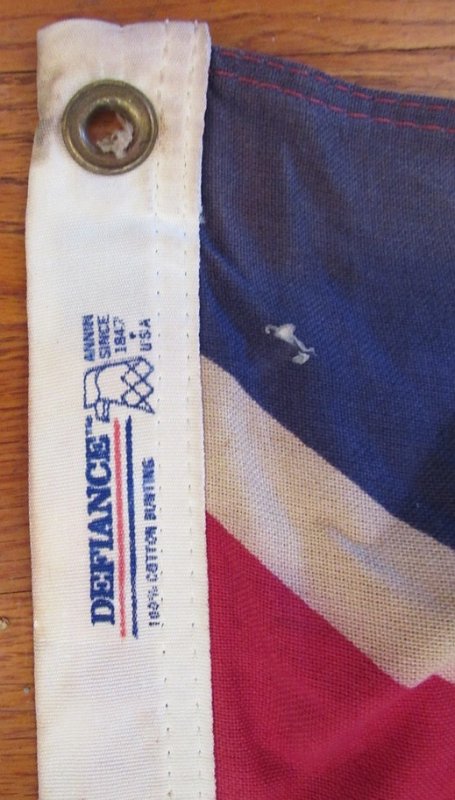 DEFIANCE™
100% COTTON BUNTING
ANNIN
SINCE
1847
USA